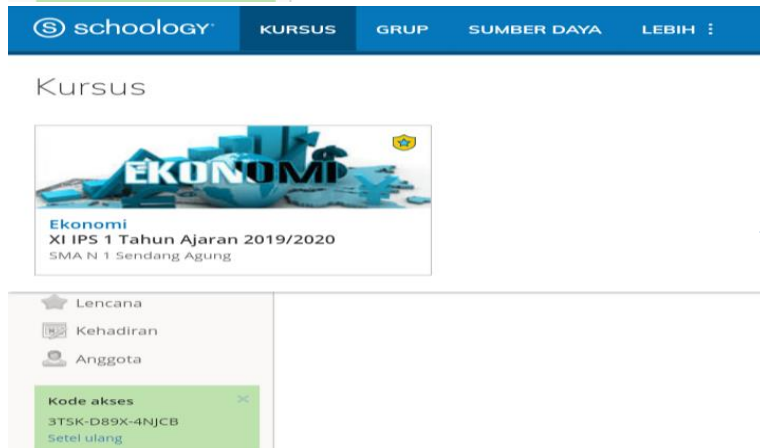 schoology KURSUS GRUP SUMBER DAYA LEBIH
Kursus
EKONOMI
Ekonomi
XI IPS 1 Tahun Ajaran 2019/2020
SMA N 1 Sendang Agung
Lencana
Kehadiran
Anggota
Kode akses
3TSK-D89X-4NJCB
Setel ulang